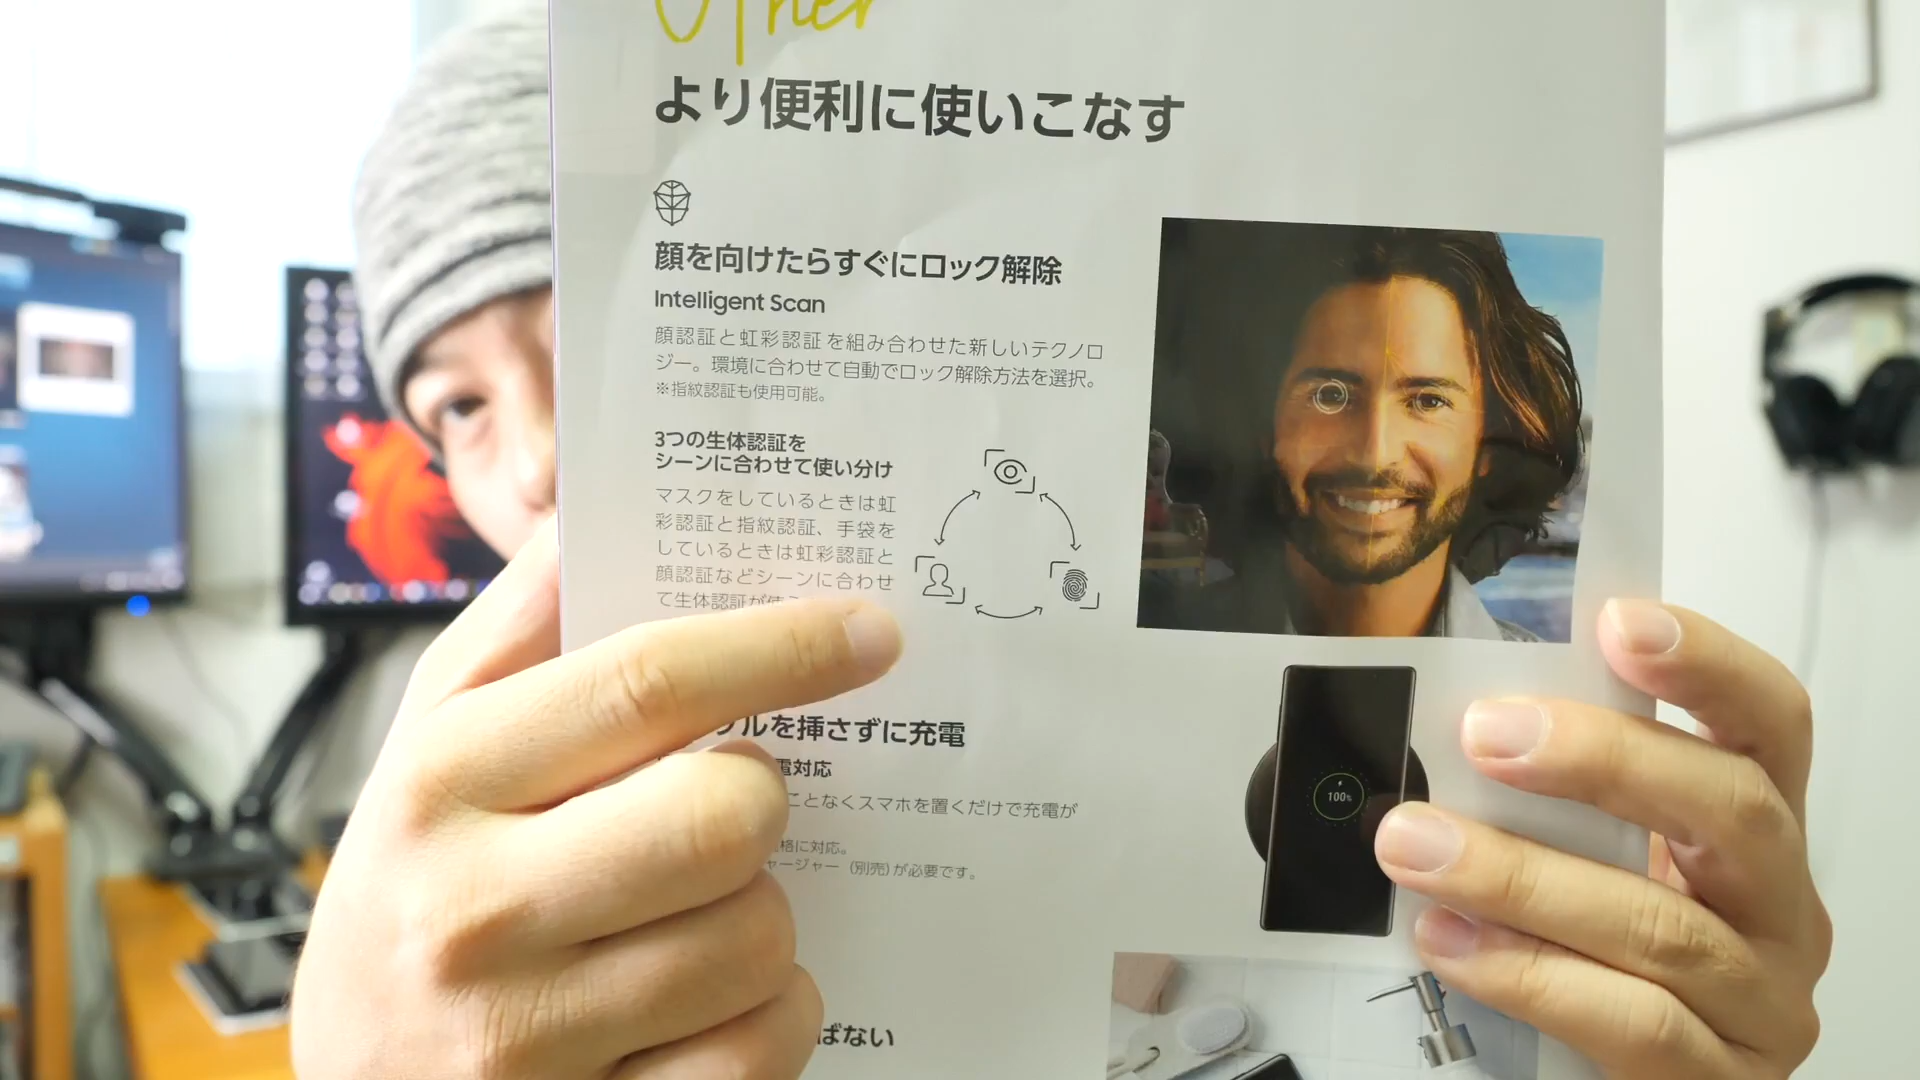 Other
より便利に使いこなす
顔を向けたらすぐにロック解除
Intelligent Scan
顔認証と虹彩認証を組み合わせた新しいテクノロ
ジー。環境に合わせて自動でロック解除方法を選択。
※指紋認証も使用可能。
3つの生体認証を
シーンに合わせて使い分け
マスクをしているときは虹
彩認証と指紋認証、手袋を
しているときは虹彩認証と
顔認証などシーンに合わせ
て生体認証が
ブルを挿さずに充電
電対応
ことなくスマホを置くだけで充電が
格に対応。
ャージャー（別売）が必要です。
100%
ばない